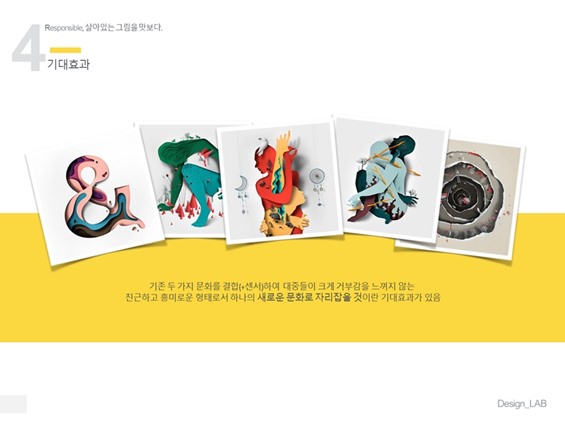 4
Responsible, 살아있는 그림을 맛보다.
기대효과
&
기존 두 가지 문화를 결합(+센서)하여 대중들이 크게 거부감을 느끼지 않는
친근하고 흥미로운 형태로서 하나의 새로운 문화로 자리잡을 것이란 기대효과가 있음
Design_LAB